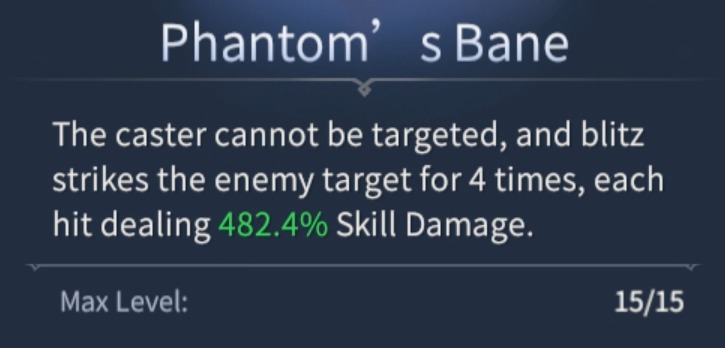 Phantom’ s Bane
The caster cannot be targeted, and blitz
strikes the enemy target for 4 times, each
hit dealing 482.4% Skill Damage.
Max Level: 15/15